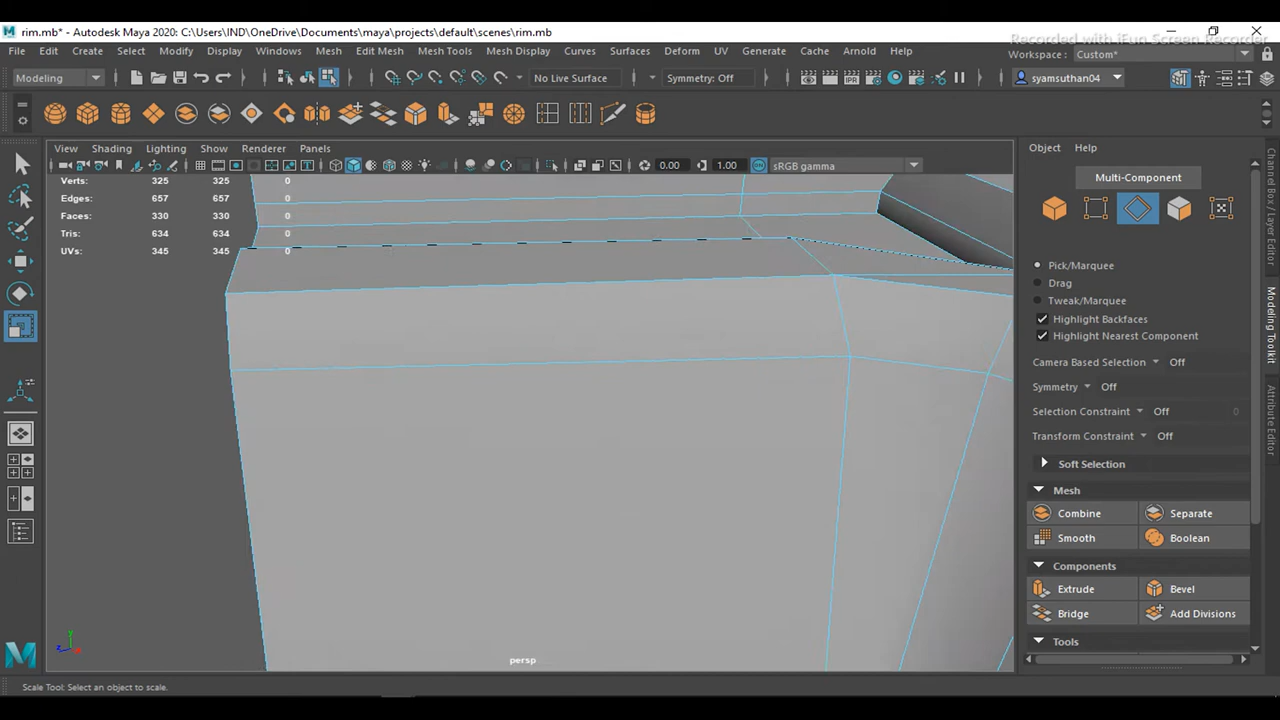 rim.mb* - Autodesk Maya 2020: C:\Users\IND\OneDrive\Documents\maya\projects\default\scenes\rim.mb
Recorded with iFun Screen Recorder
File Edit Create Select Modify Display Windows Mesh Edit Mesh Mesh Tools Mesh Display Curves Surfaces Deform UV Generate Cache Arnold Help
Workspace : Custom*
Modeling
No Live Surface
Symmetry: Off
syamsuthan04
View Shading Lighting Show Renderer Panels
0.00
1.00
sRGB gamma
Verts: 325 325 0
Edges: 657 657 0
Faces: 330 330 0
Tris: 634 634 0
UVs: 345 345 0
persp
Object Help
Multi-Component
Pick/Marquee
Drag
Tweak/Marquee
Highlight Backfaces
Highlight Nearest Component
Camera Based Selection Off
Symmetry Off
Selection Constraint Off 0
Transform Constraint Off
Soft Selection
Mesh
Combine Separate
Smooth Boolean
Components
Extrude Bevel
Bridge Add Divisions
Tools
Channel Box / Layer Editor
Modeling Toolkit
Attribute Editor
Scale Tool: Select an object to scale.